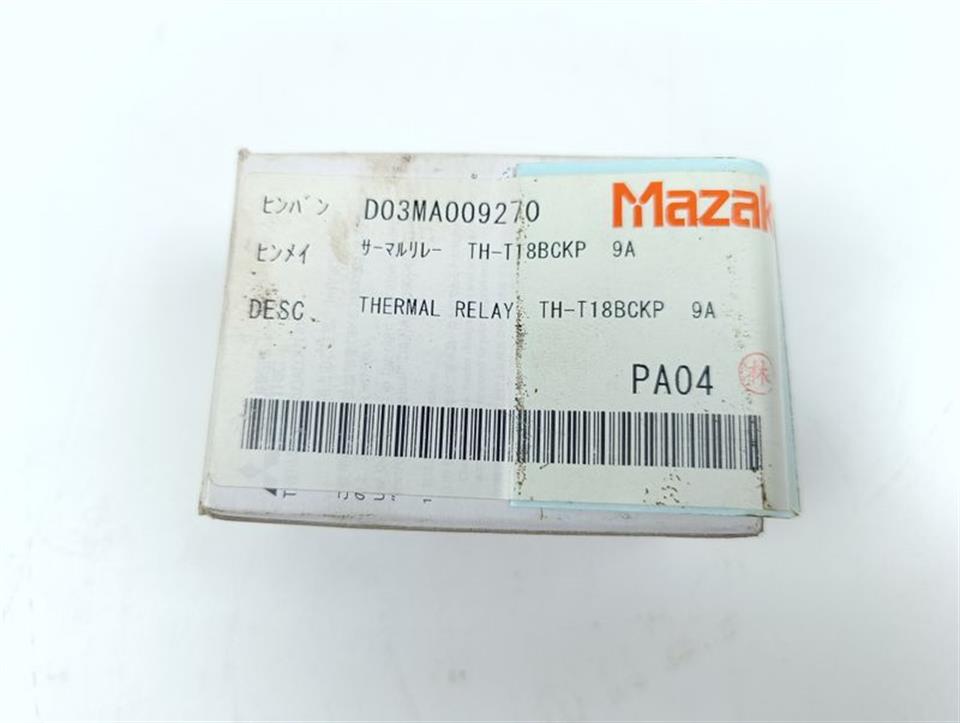 Mazak
ﾋﾝﾊﾞﾝ D03MA009270
ﾋﾝﾒｲ ｻｰﾏﾙﾘﾚｰ TH-T18BCKP 9A
DESC THERMAL RELAY TH-T18BCKP 9A
PA04 林